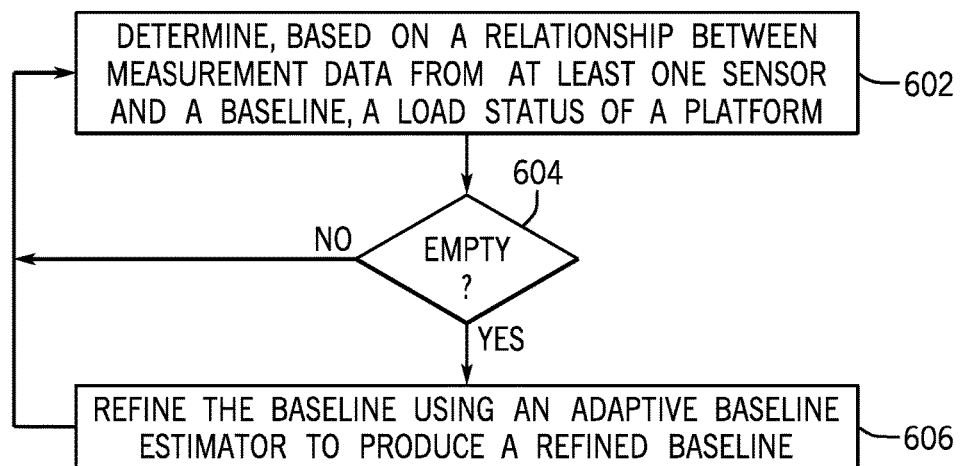 DETERMINE, BASED ON A RELATIONSHIP BETWEEN
MEASUREMENT DATA FROM AT LEAST ONE SENSOR
AND A BASELINE, A LOAD STATUS OF A PLATFORM
602
604
NO
EMPTY
?
YES
REFINE THE BASELINE USING AN ADAPTIVE BASELINE
ESTIMATOR TO PRODUCE A REFINED BASELINE
606